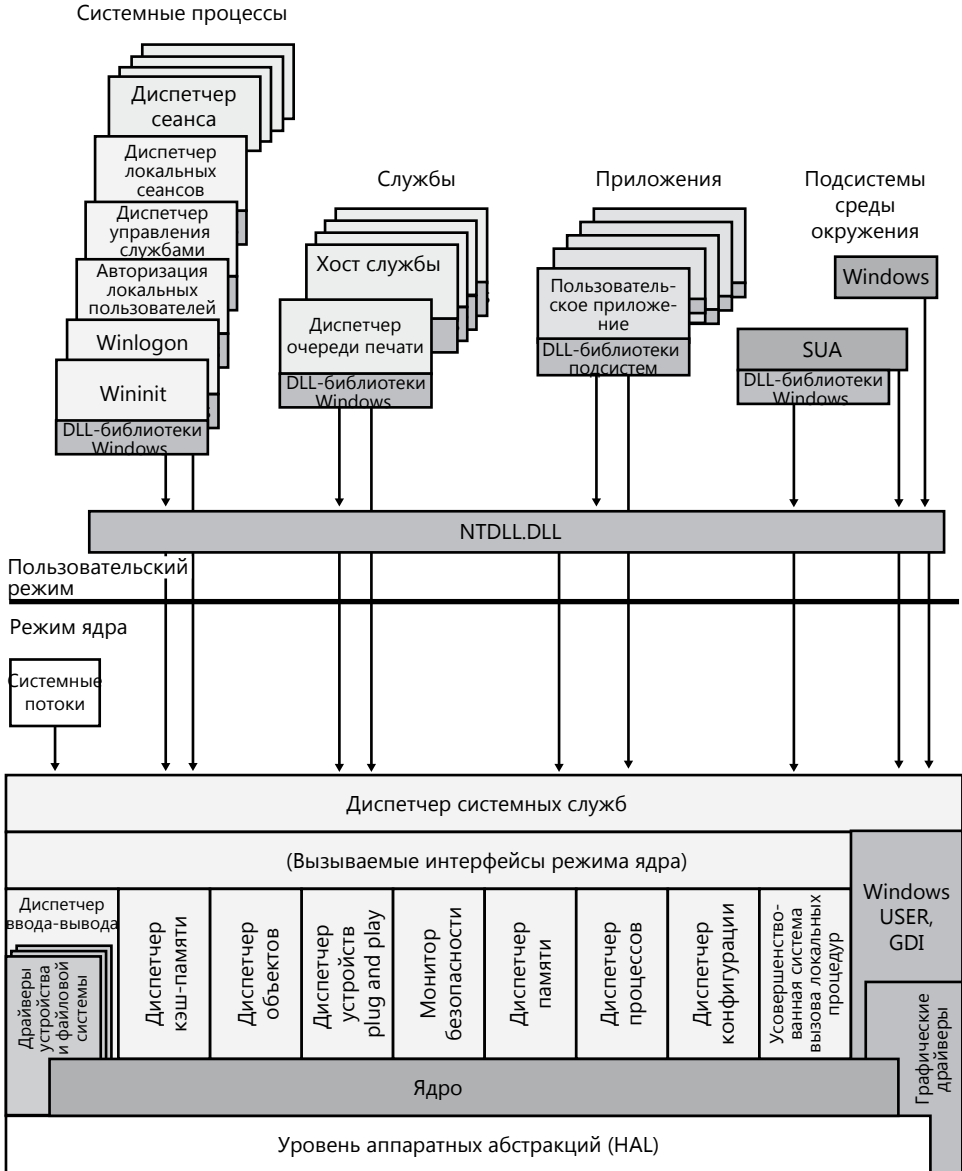 Системные процессы
Диспетчер
сеанса
Диспетчер
локальных
сеансов
Диспетчер
управления
службами
Авторизация
локальных
пользователей
Winlogon
Wininit
DLL-библиотеки
Windows
Службы
Хост службы
Диспетчер
очереди печати
DLL-библиотеки
Windows
Приложения
Пользователь-
ское приложе-
ние
DLL-библиотеки
подсистем
Подсистемы
среды
окружения
Windows
SUA
DLL-библиотеки
Windows
NTDLL.DLL
Пользовательский
режим
Режим ядра
Системные
потоки
Диспетчер системных служб
(Вызываемые интерфейсы режима ядра)
Диспетчер
ввода-вывода
Драйверы
устройства
и файловой
системы
Диспетчер
кэш-памяти
Диспетчер
объектов
Диспетчер
устройств
plug and play
Монитор
безопасности
Диспетчер
памяти
Диспетчер
процессов
Диспетчер
конфигурации
Усовершенство-
ванная система
вызова локальных
процедур
Windows
USER,
GDI
Графические
драйверы
Ядро
Уровень аппаратных абстракций (HAL)